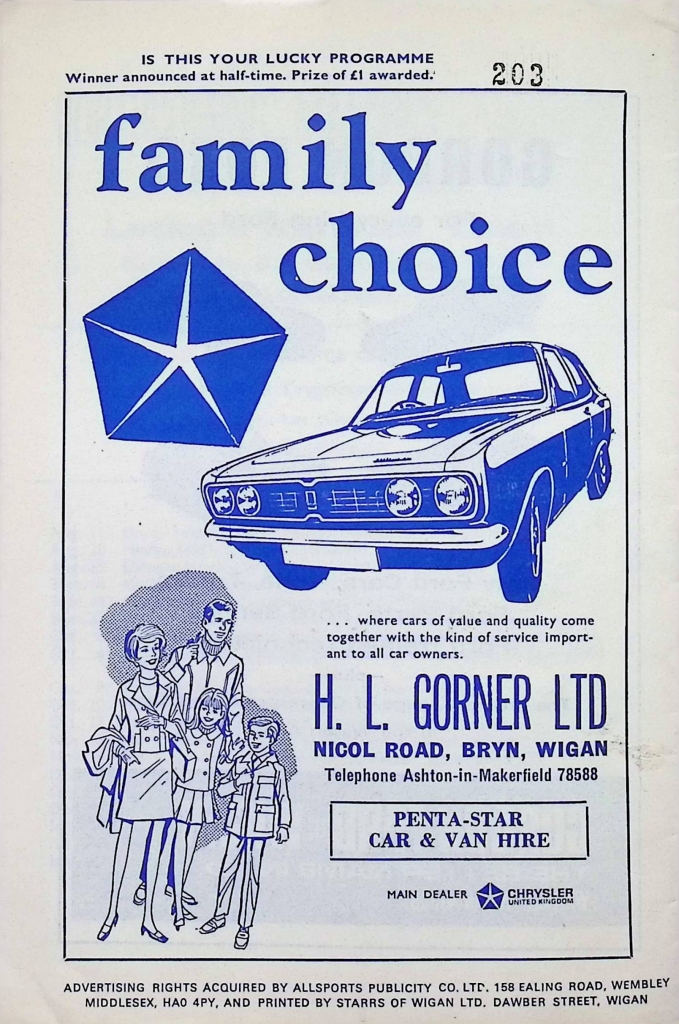 IS THIS YOUR LUCKY PROGRAMME
Winner announced at half-time. Prize of £1 awarded.
203
family
choice
... where cars of value and quality come
together with the kind of service import-
ant to all car owners.
H. L. GORNER LTD
NICOL ROAD, BRYN, WIGAN
Telephone Ashton-in-Makerfield 78588
PENTA-STAR
CAR & VAN HIRE
MAIN DEALER CHRYSLER
UNITED KINGDOM
ADVERTISING RIGHTS ACQUIRED BY ALLSPORTS PUBLICITY CO. LTD. 158 EALING ROAD, WEMBLEY
MIDDLESEX, HAO 4PY, AND PRINTED BY STARRS OF WIGAN LTD. DAWBER STREET, WIGAN